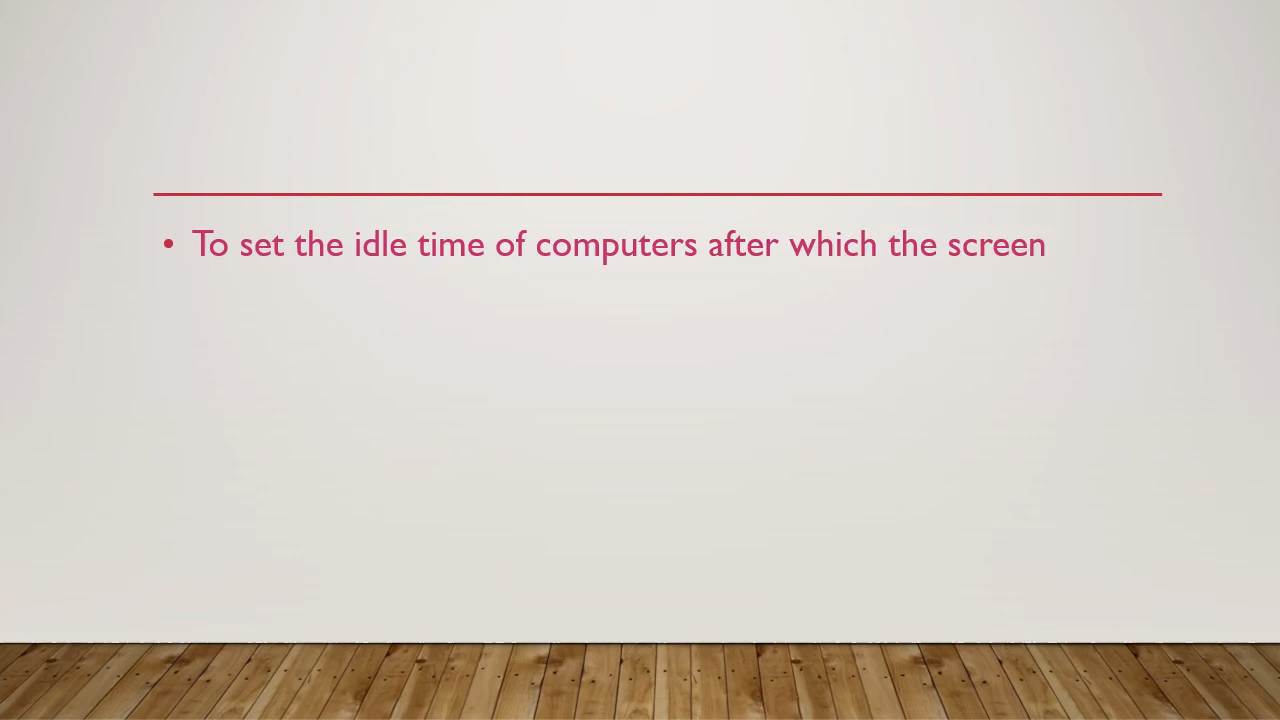 • To set the idle time of computers after which the screen